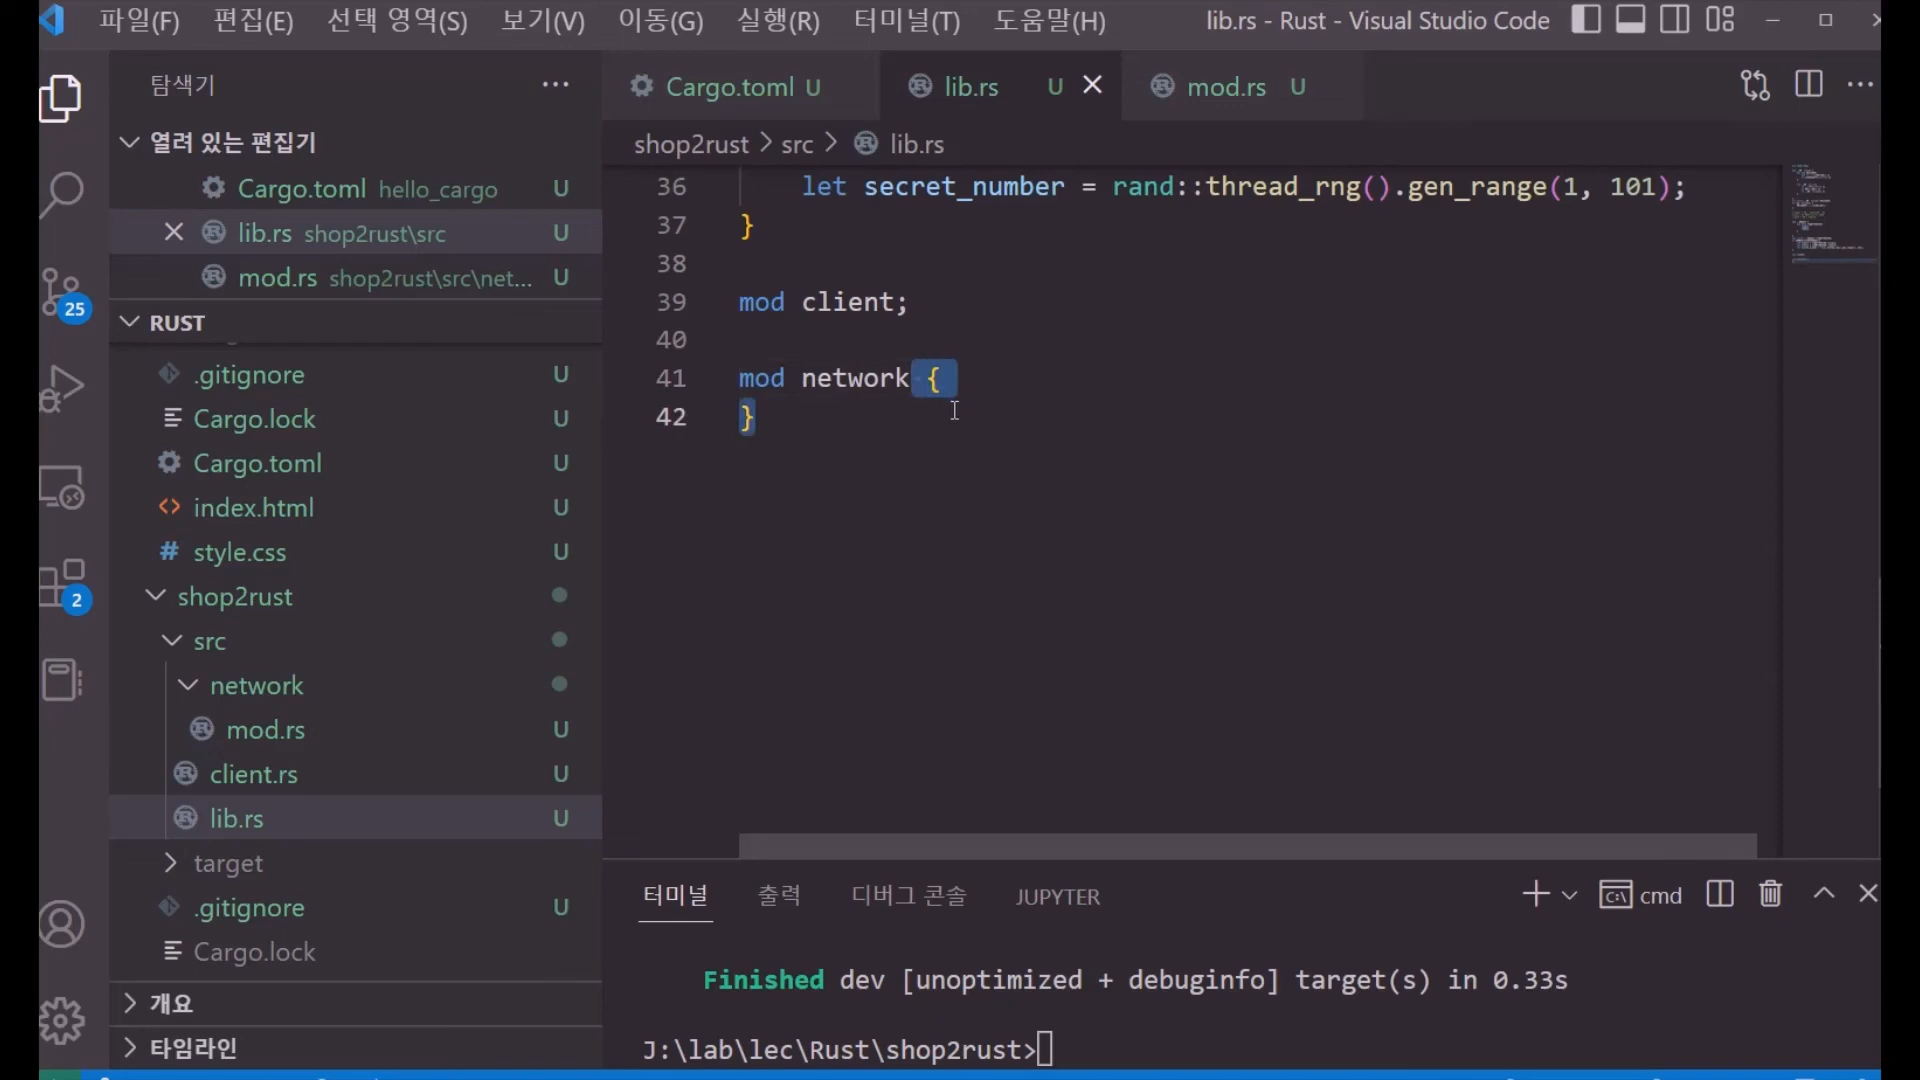 파일(F) 편집(E) 선택 영역(S) 보기(V) 이동(G) 실행(R) 터미널(T) 도움말(H) lib.rs - Rust - Visual Studio Code
탐색기
열려 있는 편집기
Cargo.toml hello_cargo U
lib.rs shop2rust\src U
mod.rs shop2rust\src\net... U
RUST
.gitignore U
Cargo.lock U
Cargo.toml U
index.html U
style.css U
shop2rust
src
network
mod.rs U
client.rs U
lib.rs U
target
.gitignore U
Cargo.lock
개요
타임라인
25
2
Cargo.toml U lib.rs U mod.rs U
shop2rust > src > lib.rs
36 let secret_number = rand::thread_rng().gen_range(1, 101);
37 }
38
39 mod client;
40
41 mod network {
42 }
터미널 출력 디버그 콘솔 JUPYTER cmd
Finished dev [unoptimized + debuginfo] target(s) in 0.33s
J:\lab\lec\Rust\shop2rust>